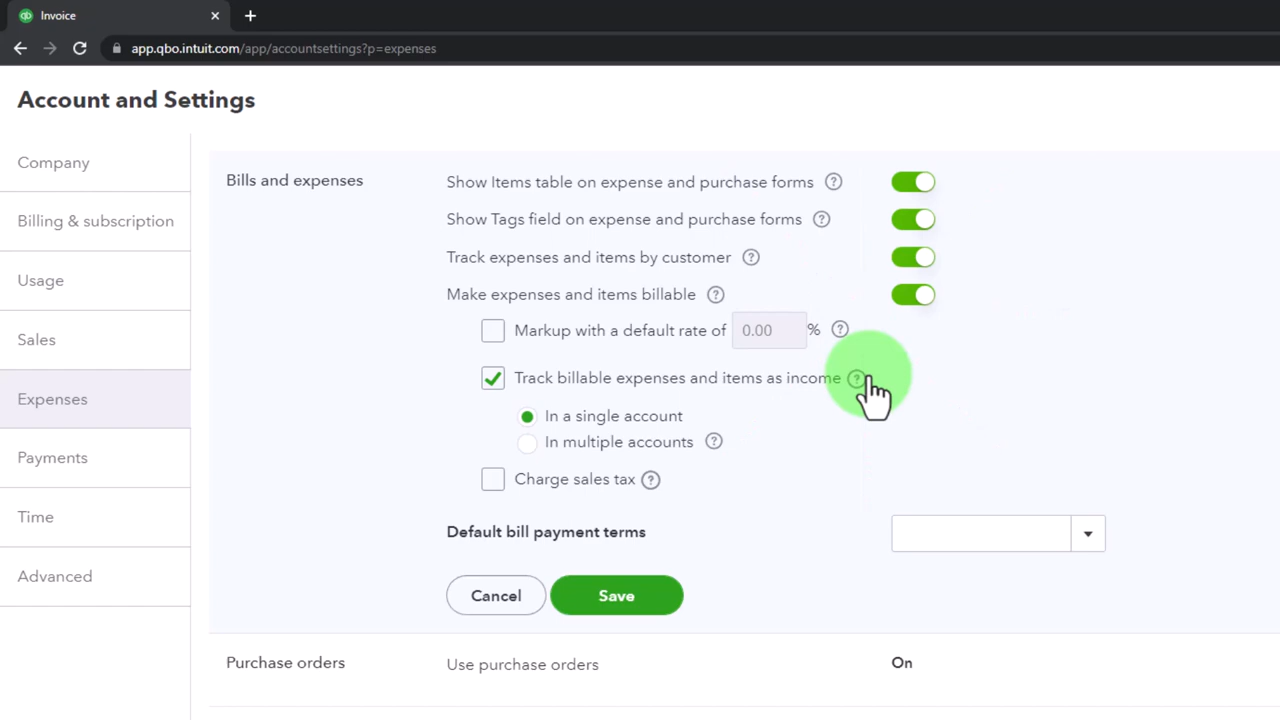 qb Invoice
app.qbo.intuit.com/app/accountsettings?p=expenses
Account and Settings
Company
Billing & subscription
Usage
Sales
Expenses
Payments
Time
Advanced
Bills and expenses
Show Items table on expense and purchase forms ?
Show Tags field on expense and purchase forms ?
Track expenses and items by customer ?
Make expenses and items billable ?
Markup with a default rate of 0.00 % ?
Track billable expenses and items as income ?
In a single account
In multiple accounts ?
Charge sales tax ?
Default bill payment terms
Cancel Save
Purchase orders Use purchase orders On